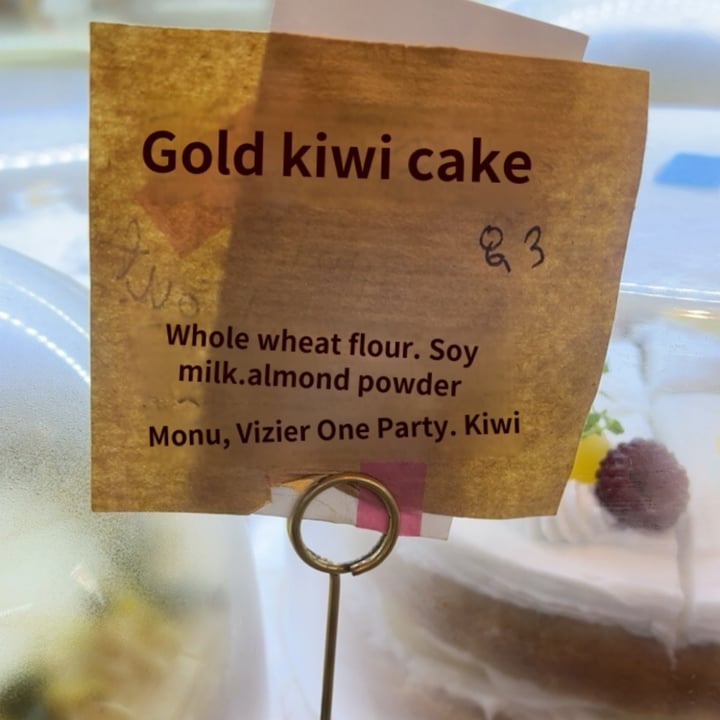 Gold kiwi cake
Whole wheat flour. Soy
milk.almond powder
Monu, Vizier One Party. Kiwi